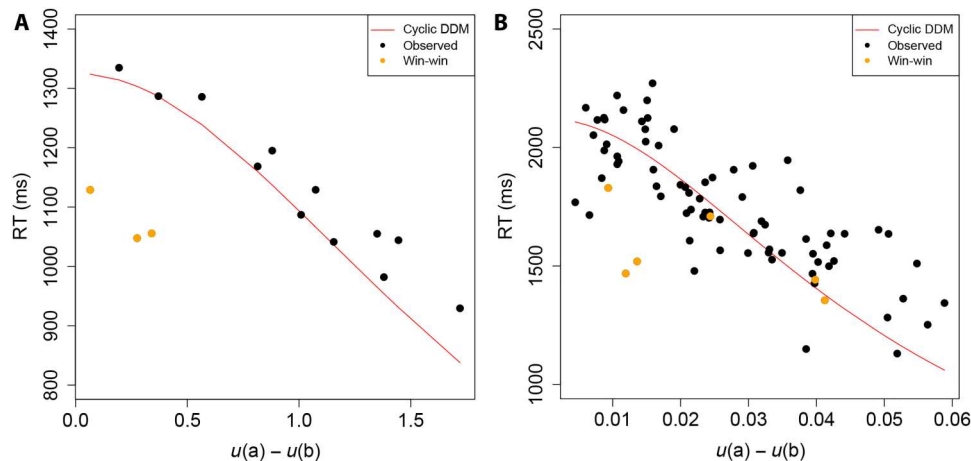 A
1400
1300
1200
1100
1000
900
800
RT (ms)
0.0
0.5
1.0
1.5
u(a) – u(b)
Cyclic DDM
Observed
Win-win
B
2500
2000
1500
1000
RT (ms)
0.01
0.02
0.03
0.04
0.05
0.06
u(a) – u(b)
Cyclic DDM
Observed
Win-win